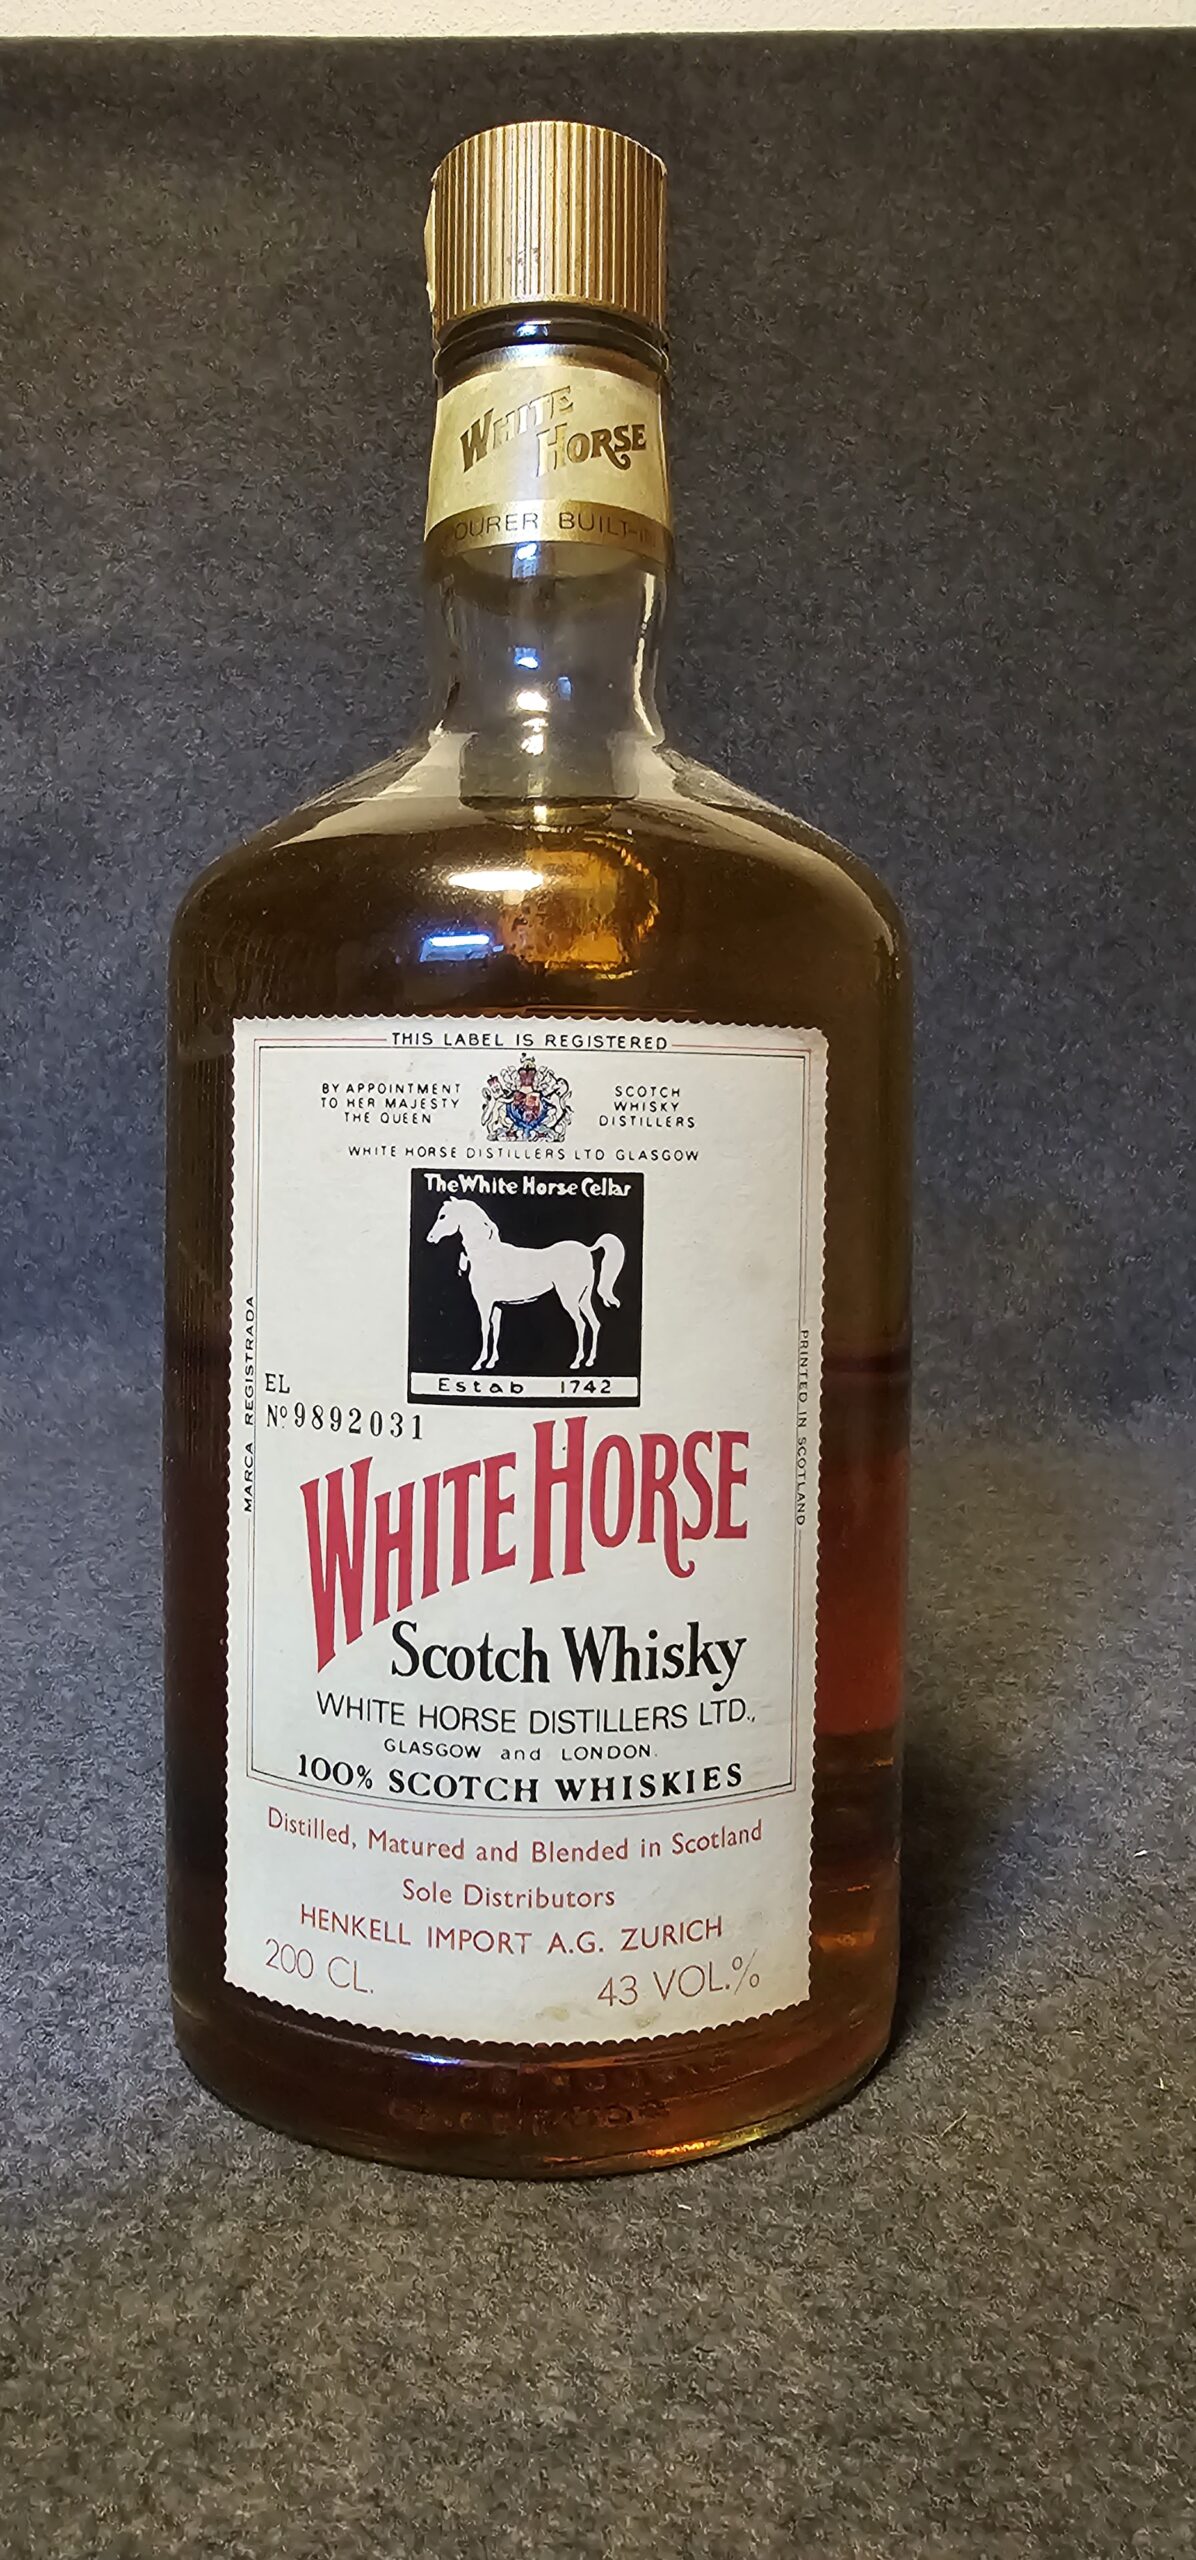 WHITE
HORSE
POURER BUILT-IN
THIS LABEL IS REGISTERED
BY APPOINTMENT
TO HER MAJESTY
THE QUEEN
SCOTCH
WHISKY
DISTILLERS
WHITE HORSE DISTILLERS LTD GLASGOW
The White Horse Cellar
Estab 1742
MARCA REGISTRADA
PRINTED IN SCOTLAND
EL
Nº 9892031
WHITE HORSE
Scotch Whisky
WHITE HORSE DISTILLERS LTD.,
GLASGOW and LONDON.
100% SCOTCH WHISKIES
Distilled, Matured and Blended in Scotland
Sole Distributors
HENKELL IMPORT A.G. ZURICH
200 CL.
43 VOL.%